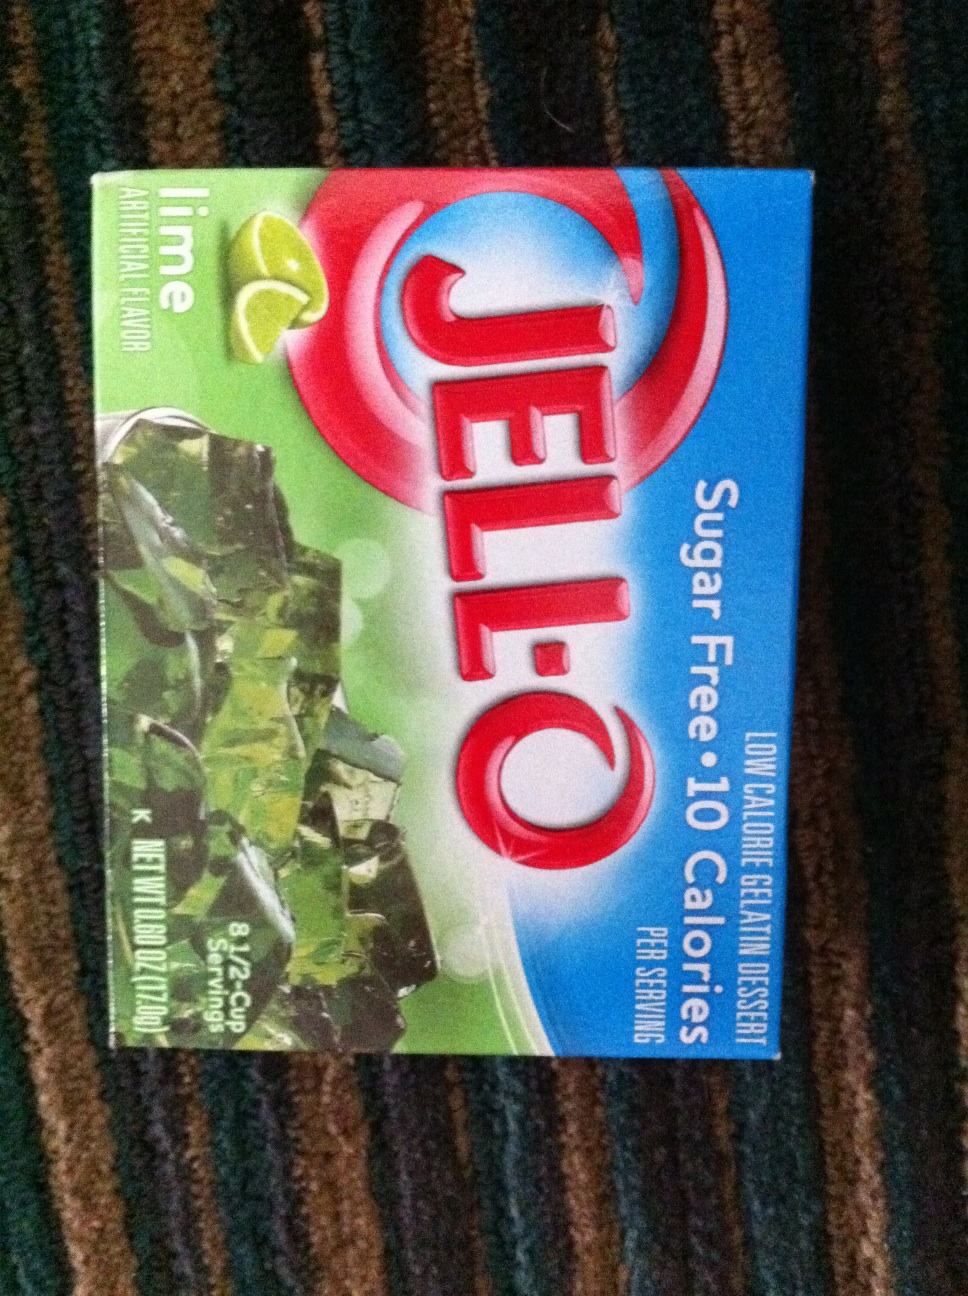 LOW CALORIE GELATIN DESSERT
Sugar Free • 10 Calories
PER SERVING
JELL-O
lime
ARTIFICIAL FLAVOR
8 1/2-Cup
Servings
K NET WT 0.60 OZ (17.0g)